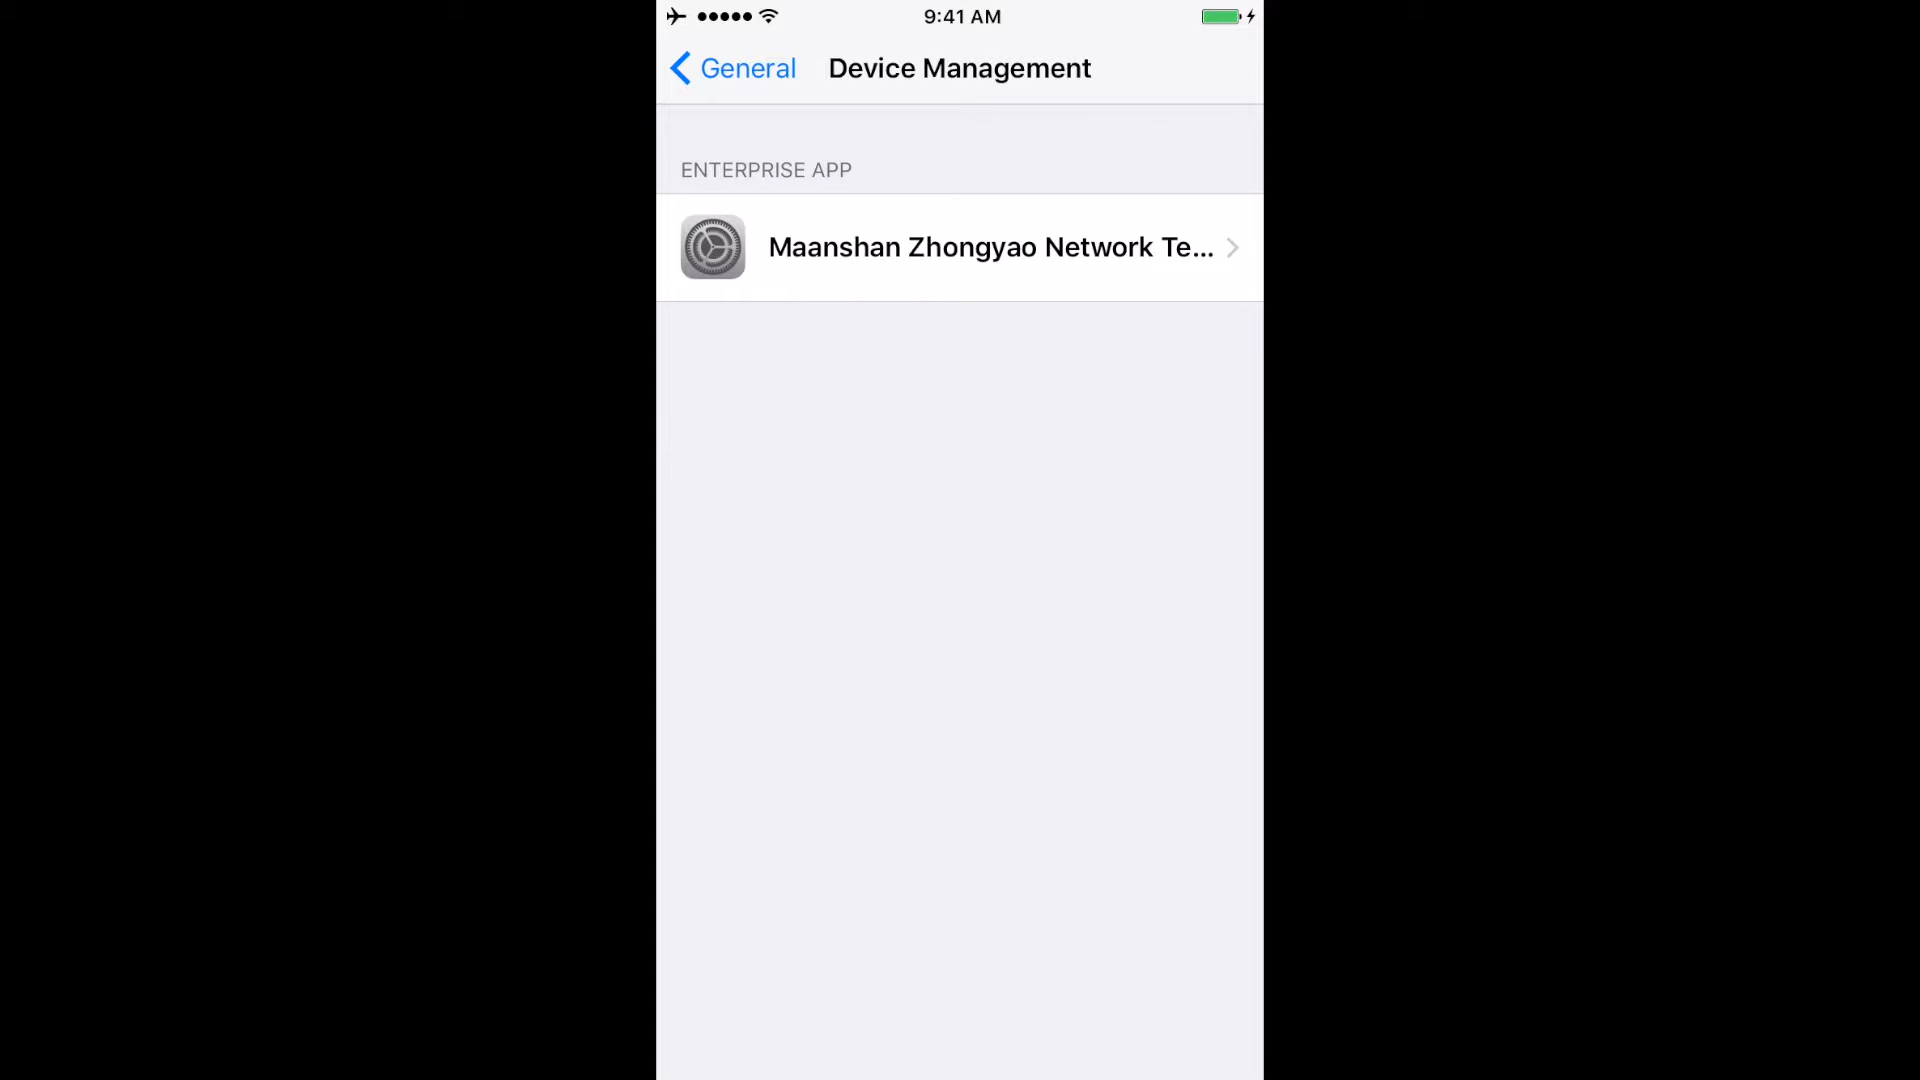 9:41 AM
General
Device Management
ENTERPRISE APP
Maanshan Zhongyao Network Te...